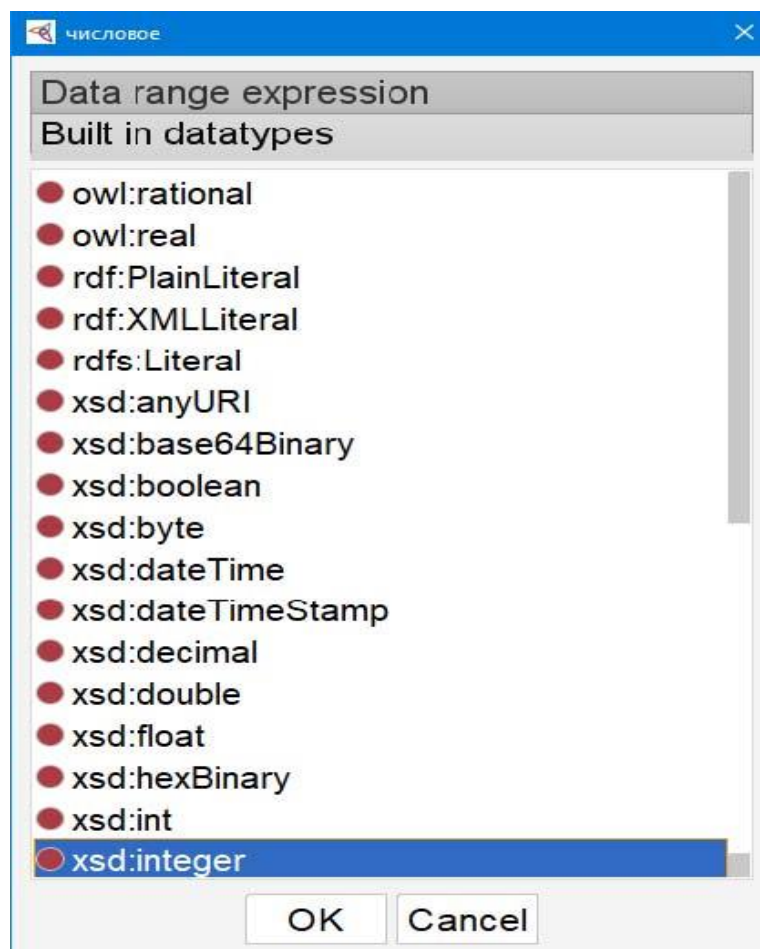 числовое
Data range expression
Built in datatypes
owl:rational
owl:real
rdf:PlainLiteral
rdf:XMLLiteral
rdfs:Literal
xsd:anyURI
xsd:base64Binary
xsd:boolean
xsd:byte
xsd:dateTime
xsd:dateTimeStamp
xsd:decimal
xsd:double
xsd:float
xsd:hexBinary
xsd:int
xsd:integer
OK Cancel